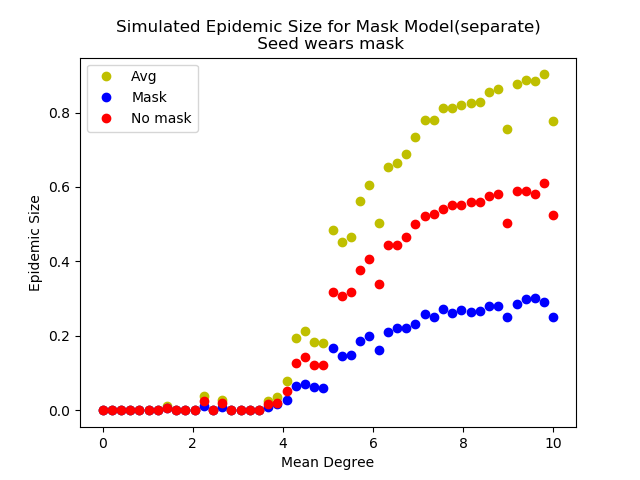 Simulated Epidemic Size for Mask Model(separate)
Seed wears mask
Avg
Mask
No mask
Epidemic Size
0.8
0.6
0.4
0.2
0.0
0 2 4 6 8 10
Mean Degree